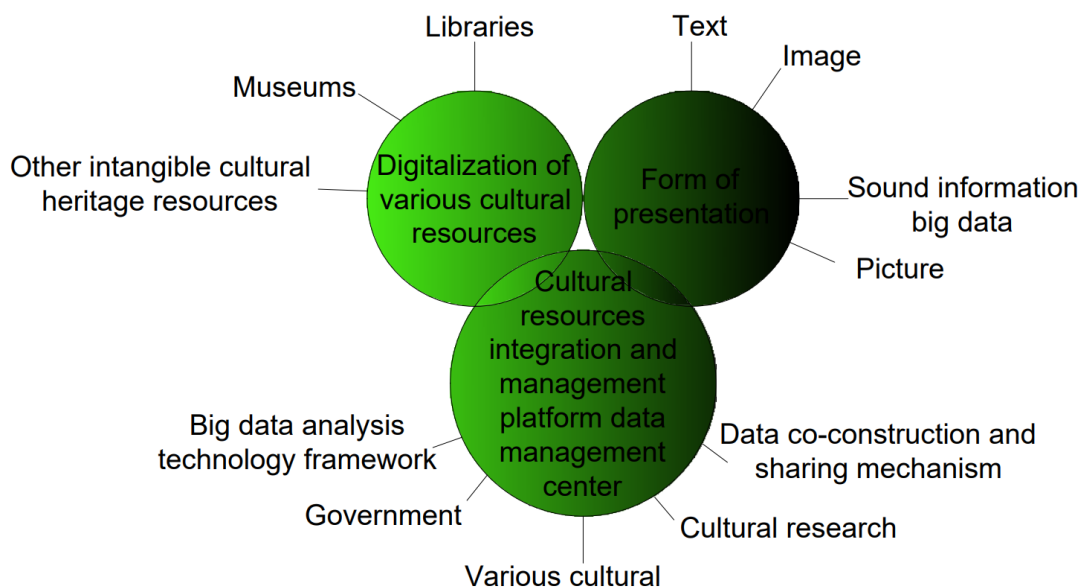 Libraries
Text
Image
Museums
Other intangible cultural
heritage resources
Digitalization of
various cultural
resources
Form of
presentation
Sound information
big data
Picture
Cultural
resources
integration and
management
platform data
management
center
Big data analysis
technology framework
Data co-construction and
sharing mechanism
Government
Cultural research
Various cultural